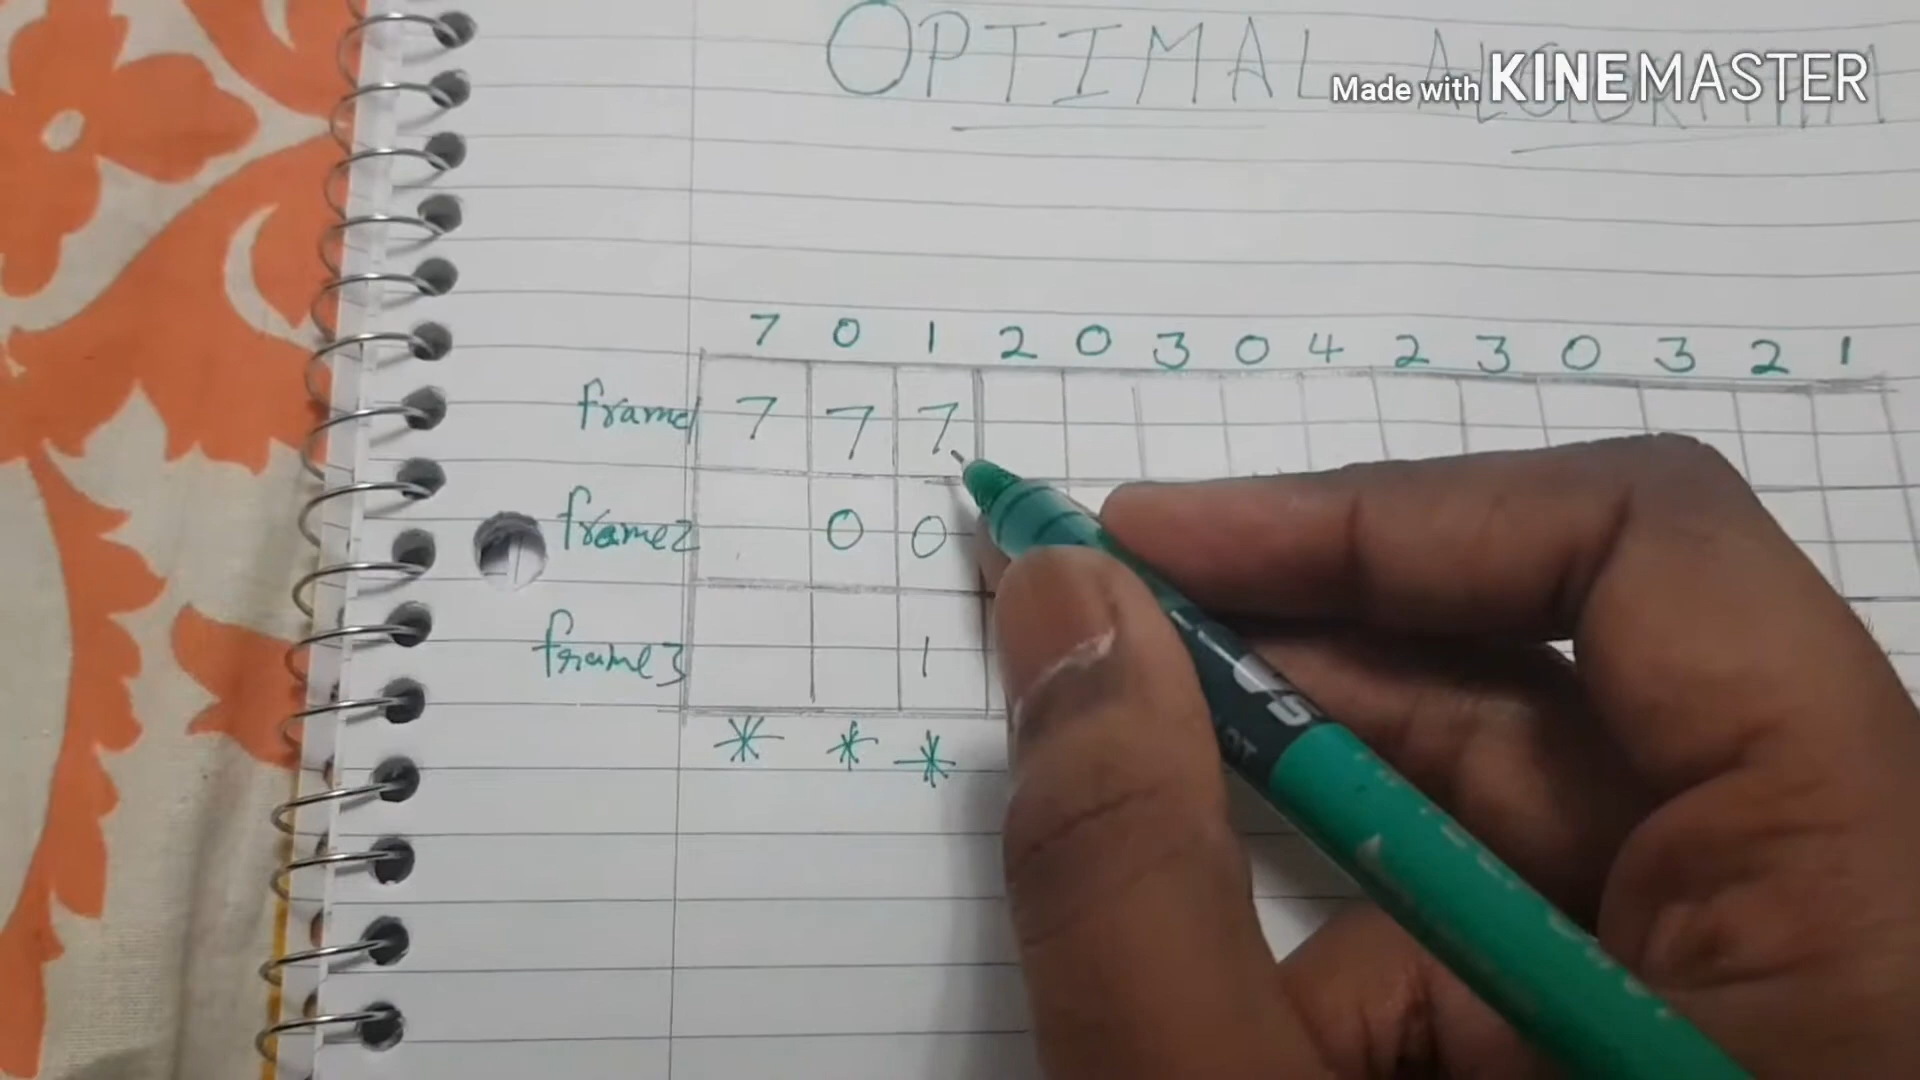 OPTIMAL ALGORITHM
Made with KINEMASTER
7 0 1 2 0 3 0 4 2 3 0 3 2 1
frame1 7 7 7
frame2 0 0
frame3 1
* * *